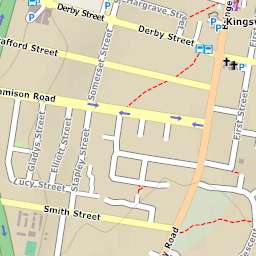 Hargrave Stre
Derby Street
Derby Street
Kingsw
afford Street
Somerset Street
mison Road
First Street
Gladys Street
Elliott Street
Stapley Street
Lucy Street
Smith Street
y Road